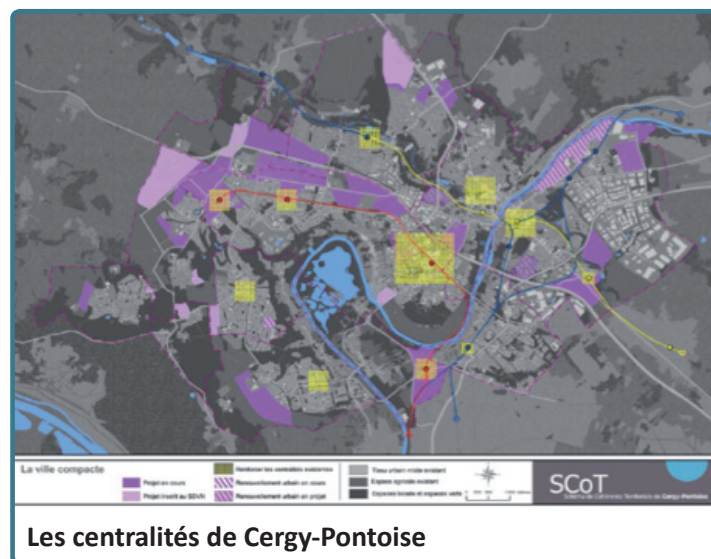 La ville compacte
Projet en cours
Projet inscrit au SDVN
Renforcer les centralités existantes
Renouvellement urbain en cours
Renouvellement urbain en projet
Tissu urbain mixte existant
Espace agricole existant
Espaces boisés et espaces verts
SCoT
Schéma de Cohérence Territoriale de Cergy-Pontoise
Les centralités de Cergy-Pontoise